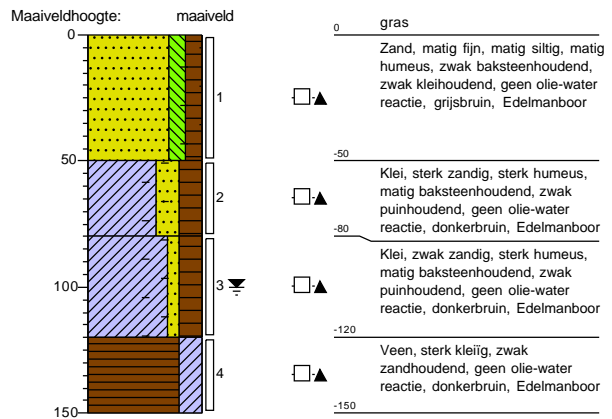 Maaiveldhoogte: maaiveld
0
50
100
150
1
2
3
4
0 gras
Zand, matig fijn, matig siltig, matig
humeus, zwak baksteenhoudend,
zwak kleihoudend, geen olie-water
reactie, grijsbruin, Edelmanboor
-50
Klei, sterk zandig, sterk humeus,
matig baksteenhoudend, zwak
puinhoudend, geen olie-water
reactie, donkerbruin, Edelmanboor
-80
Klei, zwak zandig, sterk humeus,
matig baksteenhoudend, zwak
puinhoudend, geen olie-water
reactie, donkerbruin, Edelmanboor
-120
Veen, sterk kleiïg, zwak
zandhoudend, geen olie-water
reactie, donkerbruin, Edelmanboor
-150